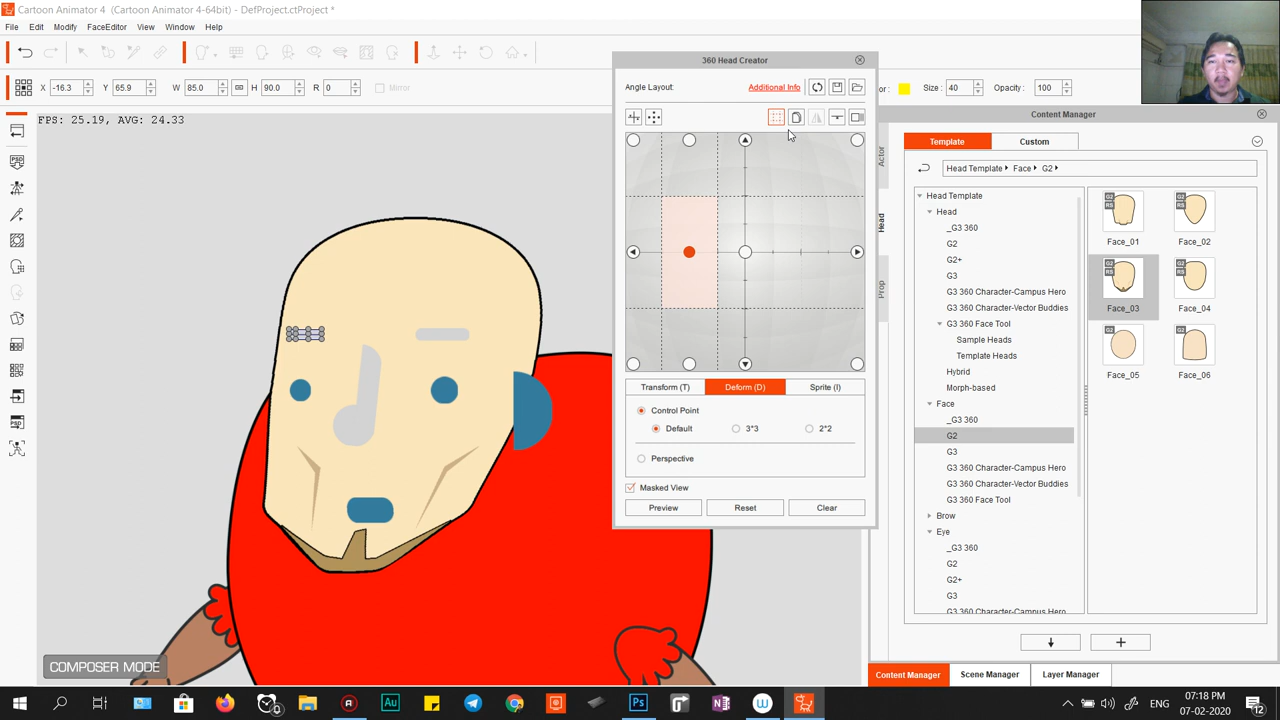 Cartoon Animator 4 (Cartoon Animator 4-64bit) - DefProject.ctProject *
File Edit Modify FaceEditor View Window Help
X -16.3 Y 65.9 W 85.0 H 90.0 R 0 Mirror
or : Size : 40 Opacity : 100
FPS: 25.19, AVG: 24.33
360 Head Creator
Angle Layout:
Additional Info
Transform (T) Deform (D) Sprite (I)
Control Point
Default 3*3 2*2
Perspective
Masked View
Preview Reset Clear
Content Manager
Template Custom
Head Template Face G2
Actor
Head
Prop
Head Template
Head
_G3 360
G2
G2+
G3
G3 360 Character-Campus Hero
G3 360 Character-Vector Buddies
G3 360 Face Tool
Sample Heads
Template Heads
Hybrid
Morph-based
Face
_G3 360
G2
G3
G3 360 Character-Campus Hero
G3 360 Character-Vector Buddies
G3 360 Face Tool
Brow
Eye
_G3 360
G2
G2+
G3
G3 360 Character-Campus Hero
Face_01 Face_02
Face_03 Face_04
Face_05 Face_06
COMPOSER MODE
Content Manager Scene Manager Layer Manager
ENG
07:18 PM
07-02-2020